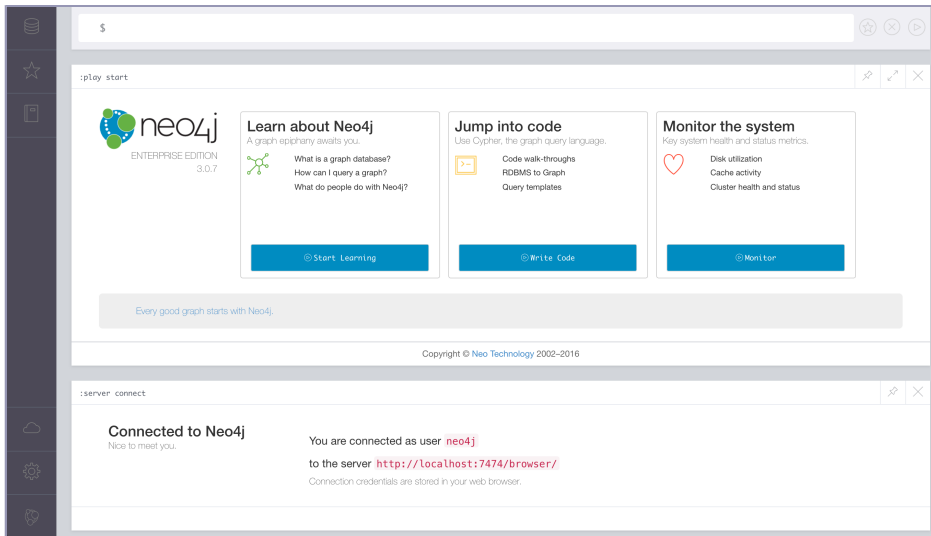 $
:play start
neo4j
ENTERPRISE EDITION
3.0.7
Learn about Neo4j
A graph epiphany awaits you.
What is a graph database?
How can I query a graph?
What do people do with Neo4j?
Start Learning
Jump into code
Use Cypher, the graph query language.
Code walk-throughs
RDBMS to Graph
Query templates
Write Code
Monitor the system
Key system health and status metrics.
Disk utilization
Cache activity
Cluster health and status
Monitor
Every good graph starts with Neo4j.
Copyright © Neo Technology 2002–2016
:server connect
Connected to Neo4j
Nice to meet you.
You are connected as user neo4j
to the server http://localhost:7474/browser/
Connection credentials are stored in your web browser.